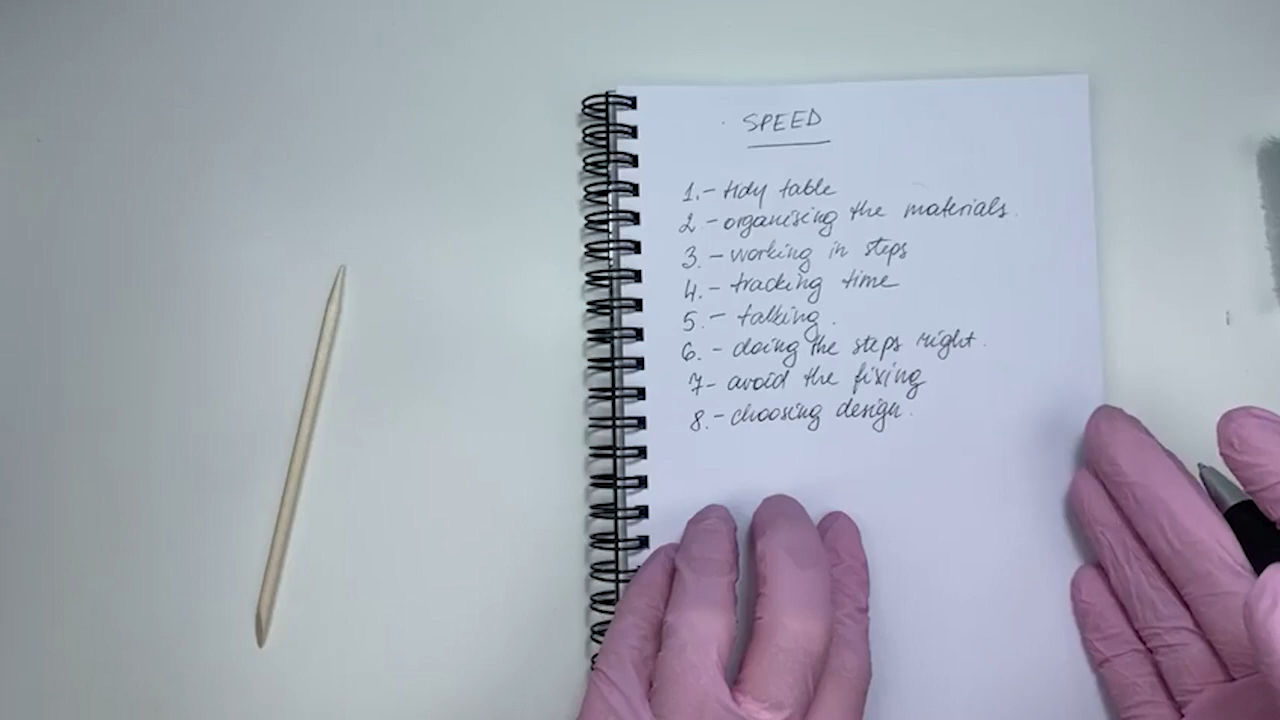 SPEED
1.- tidy table
2.- organising the materials.
3.- working in steps
4.- tracking time
5.- talking.
6.- doing the steps right.
7- avoid the fixing
8.- choosing design.